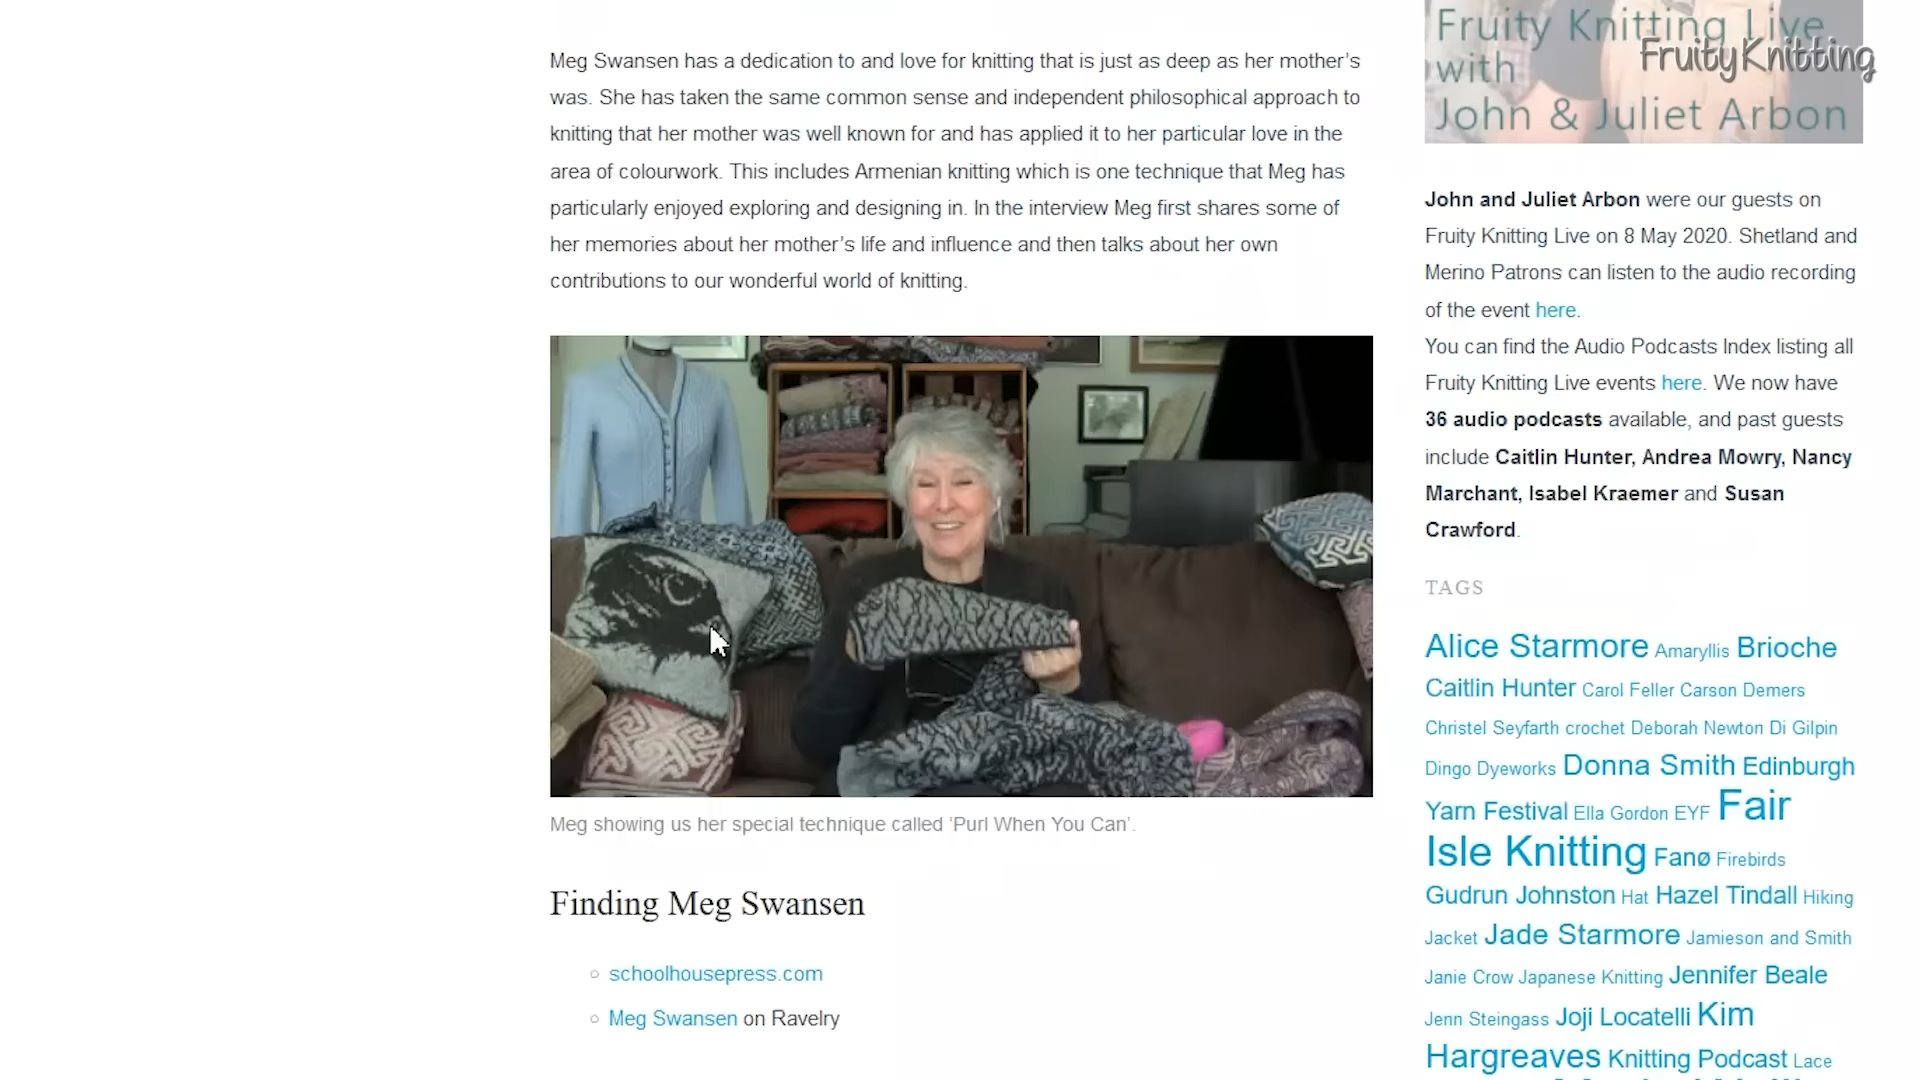 Meg Swansen has a dedication to and love for knitting that is just as deep as her mother’s
was. She has taken the same common sense and independent philosophical approach to
knitting that her mother was well known for and has applied it to her particular love in the
area of colourwork. This includes Armenian knitting which is one technique that Meg has
particularly enjoyed exploring and designing in. In the interview Meg first shares some of
her memories about her mother’s life and influence and then talks about her own
contributions to our wonderful world of knitting.
Meg showing us her special technique called ‘Purl When You Can’.
Finding Meg Swansen
schoolhousepress.com
Meg Swansen on Ravelry
Fruity Knitting Live
with
John & Juliet Arbon
FruityKnitting
John and Juliet Arbon were our guests on
Fruity Knitting Live on 8 May 2020. Shetland and
Merino Patrons can listen to the audio recording
of the event here.
You can find the Audio Podcasts Index listing all
Fruity Knitting Live events here. We now have
36 audio podcasts available, and past guests
include Caitlin Hunter, Andrea Mowry, Nancy
Marchant, Isabel Kraemer and Susan
Crawford.
TAGS
Alice Starmore Amaryllis Brioche
Caitlin Hunter Carol Feller Carson Demers
Christel Seyfarth crochet Deborah Newton Di Gilpin
Dingo Dyeworks Donna Smith Edinburgh
Yarn Festival Ella Gordon EYF Fair
Isle Knitting Fanø Firebirds
Gudrun Johnston Hat Hazel Tindall Hiking
Jacket Jade Starmore Jamieson and Smith
Janie Crow Japanese Knitting Jennifer Beale
Jenn Steingass Joji Locatelli Kim
Hargreaves Knitting Podcast Lace